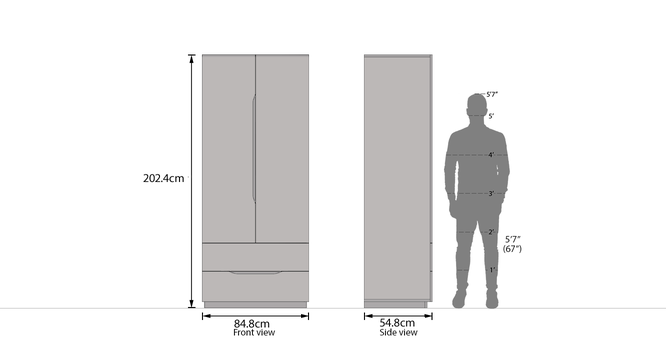 202.4cm
84.8cm
Front view
54.8cm
Side view
5'7"
5'
4'
3'
2'
1'
5'7"
(67")